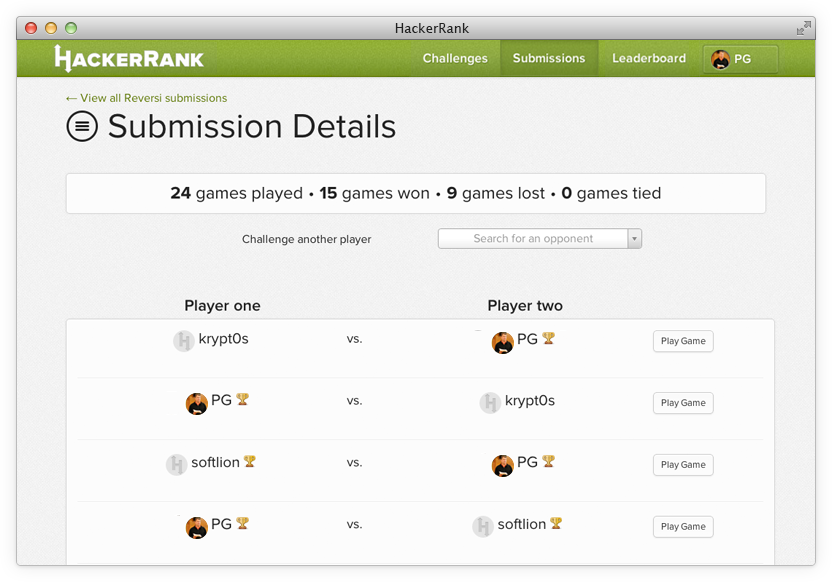 HackerRank
HACKERRANK Challenges Submissions Leaderboard PG
← View all Reversi submissions
Submission Details
24 games played • 15 games won • 9 games lost • 0 games tied
Challenge another player Search for an opponent
Player one Player two
krypt0s vs. PG Play Game
PG vs. krypt0s Play Game
softlion vs. PG Play Game
PG vs. softlion Play Game